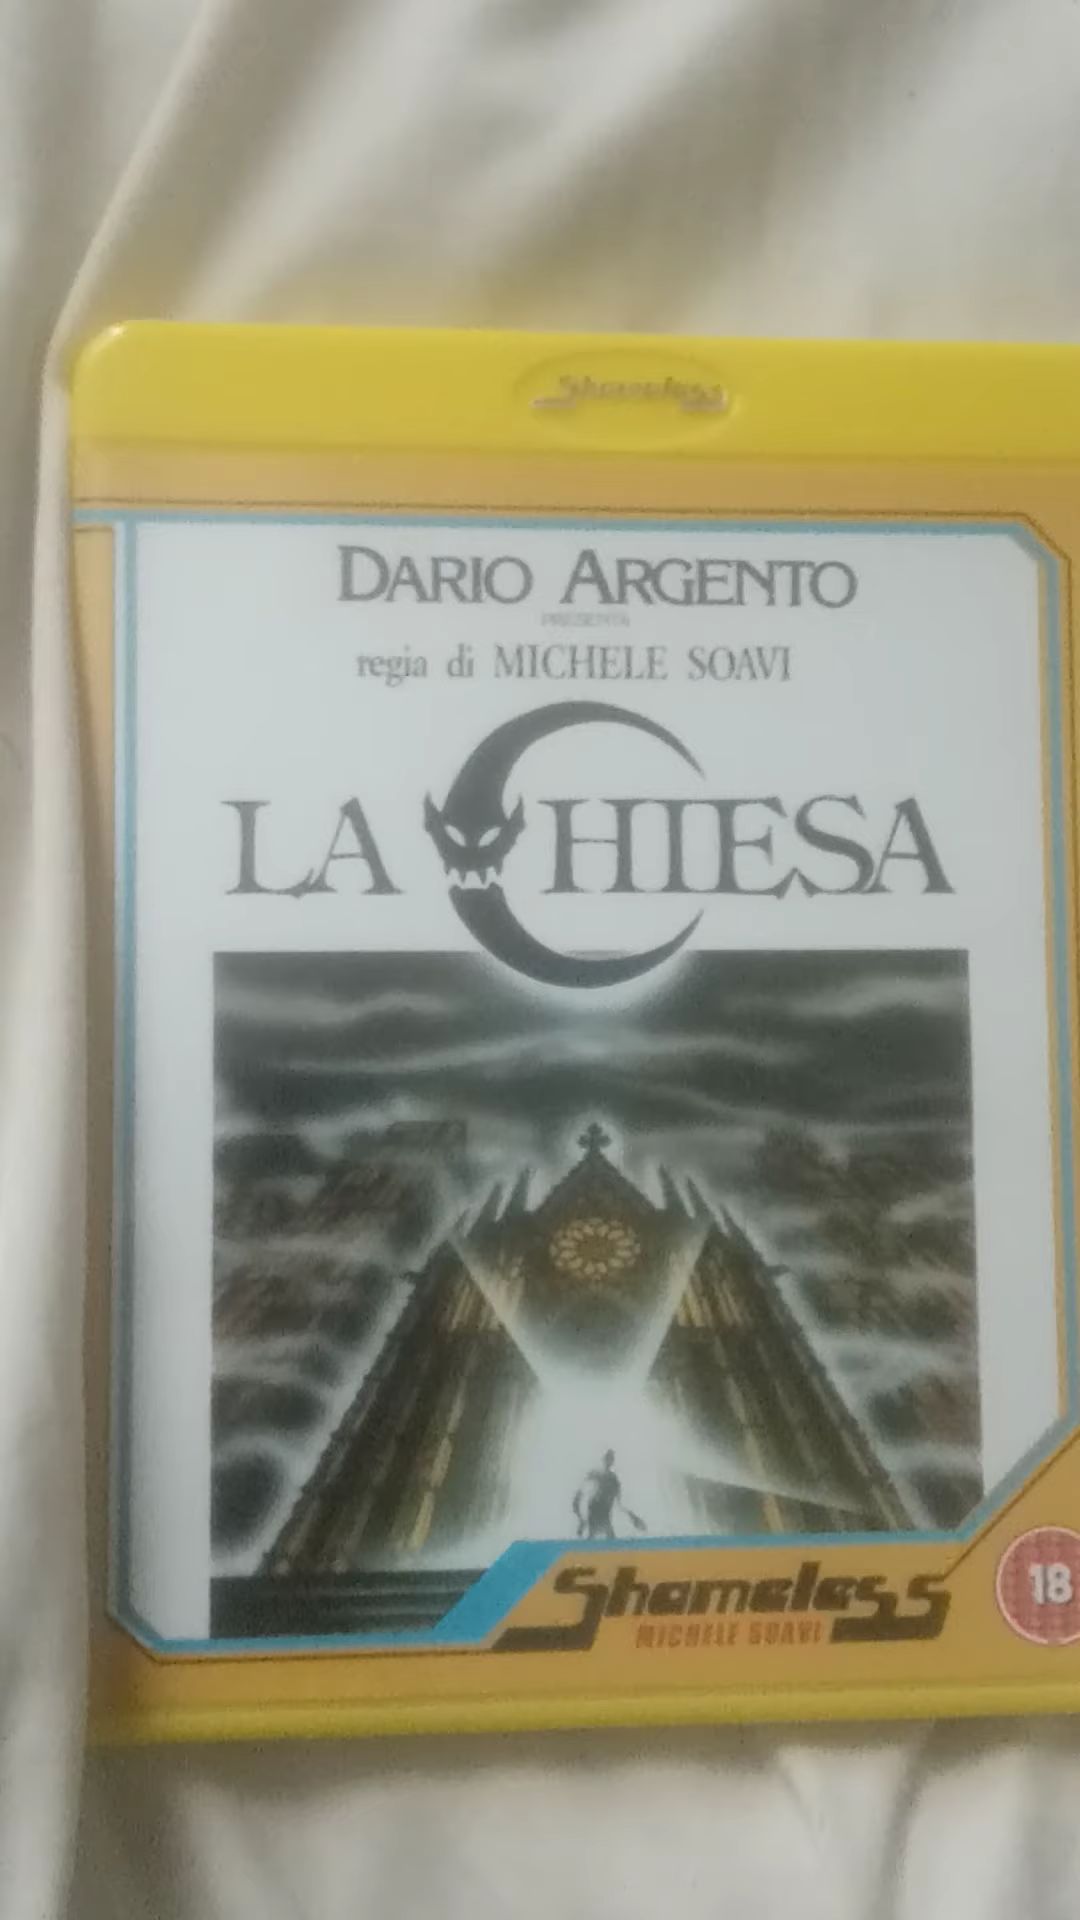 Shameless
DARIO ARGENTO
PRESENTA
regia di MICHELE SOAVI
LA CHIESA
Shameless
MICHELE SOAVI
18